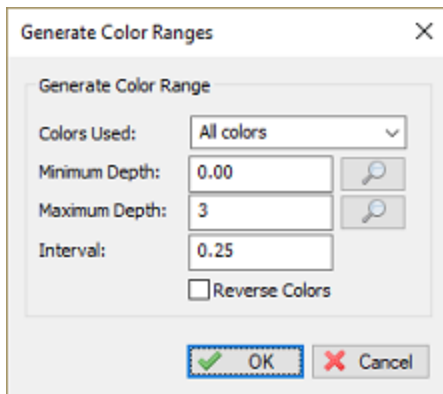 Generate Color Ranges
Generate Color Range
Colors Used: All colors
Minimum Depth: 0.00
Maximum Depth: 3
Interval: 0.25
Reverse Colors
OK Cancel